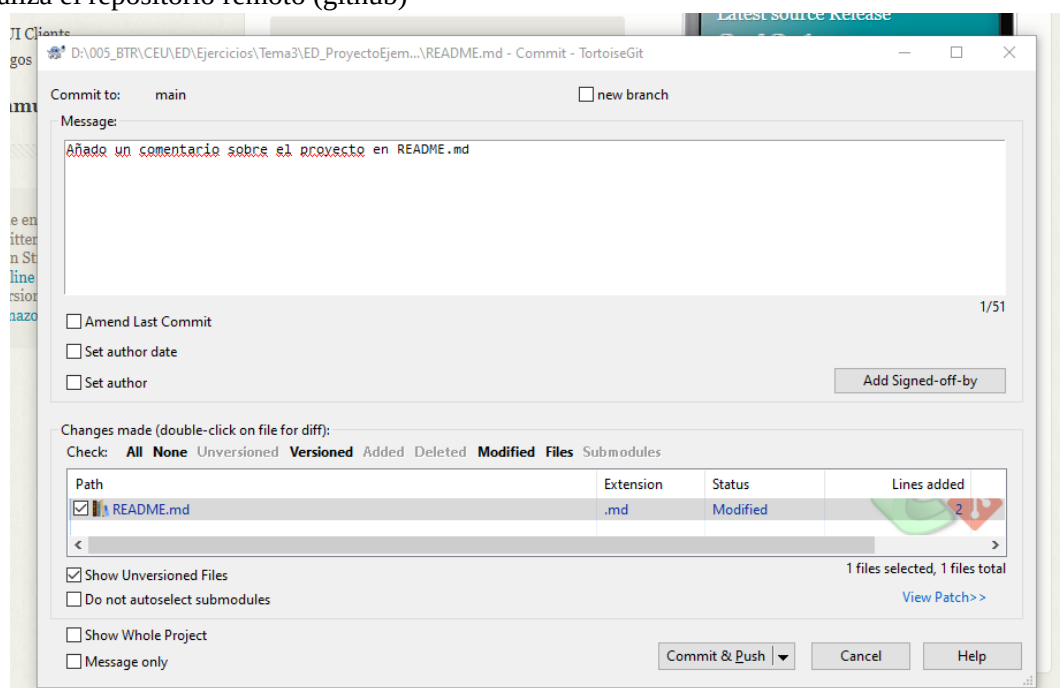 el repositorio remoto (github)
Latest source Release
UI Clients
gos
D:\005_BTR\CEU\ED\Ejercicios\Tema3\ED_ProyectoEjem...\README.md - Commit - TortoiseGit
Commit to: main new branch
Message:
Añado un comentario sobre el proyecto en README.md
1/51
Amend Last Commit
Set author date
Set author Add Signed-off-by
Changes made (double-click on file for diff):
Check: All None Unversioned Versioned Added Deleted Modified Files Submodules
Path Extension Status Lines added
README.md .md Modified 2
Show Unversioned Files 1 files selected, 1 files total
Do not autoselect submodules View Patch>>
Show Whole Project
Message only Commit & Push Cancel Help